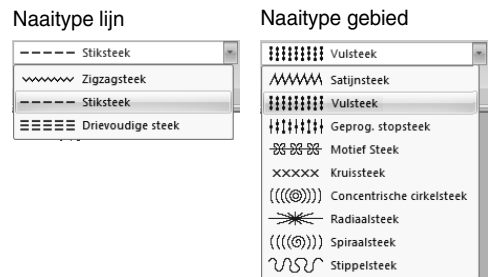 Naaitype lijn
Stiksteek
Zigzagsteek
Stiksteek
Drievoudige steek
Naaitype gebied
Vulsteek
Satijnsteek
Vulsteek
Geprog. stopsteek
Motief Steek
Kruissteek
Concentrische cirkelsteek
Radiaalsteek
Spiraalsteek
Stippelsteek